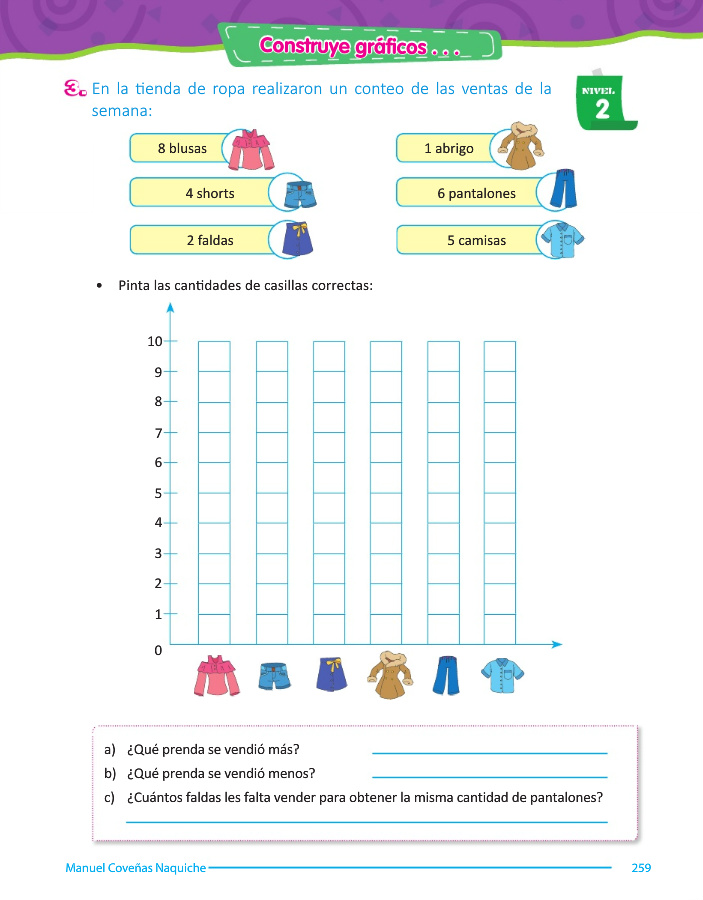 Construye gráficos . . .
3. En la tienda de ropa realizaron un conteo de las ventas de la
semana:
NIVEL
2
8 blusas
1 abrigo
4 shorts
6 pantalones
2 faldas
5 camisas
• Pinta las cantidades de casillas correctas:
10
9
8
7
6
5
4
3
2
1
0
a) ¿Qué prenda se vendió más?
b) ¿Qué prenda se vendió menos?
c) ¿Cuántos faldas les falta vender para obtener la misma cantidad de pantalones?
Manuel Coveñas Naquiche
259